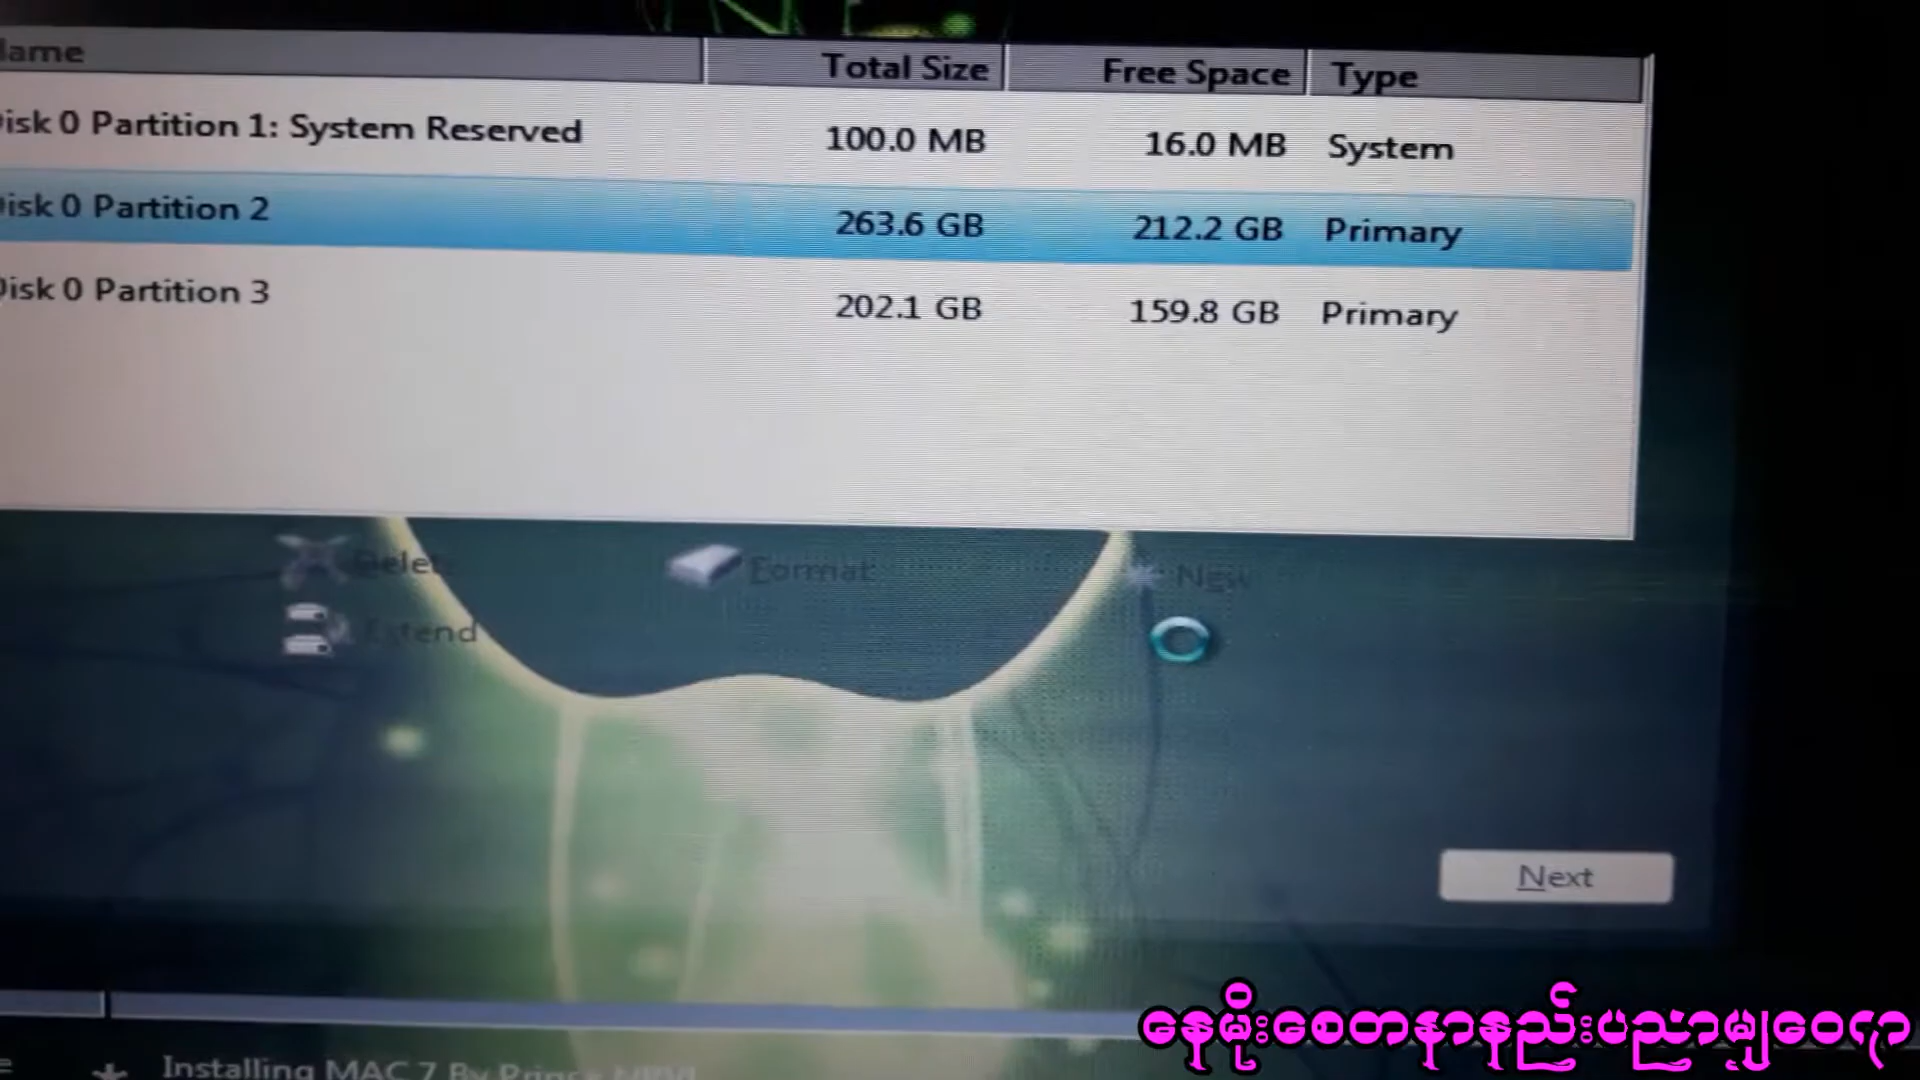 Name Total Size Free Space Type
Disk 0 Partition 1: System Reserved 100.0 MB 16.0 MB System
Disk 0 Partition 2 263.6 GB 212.2 GB Primary
Disk 0 Partition 3 202.1 GB 159.8 GB Primary
Delete Format New
Extend
Next
နေမိုးစေတနာနည်းပညာမျှဝေရာ
Installing MAC 7 By Prince